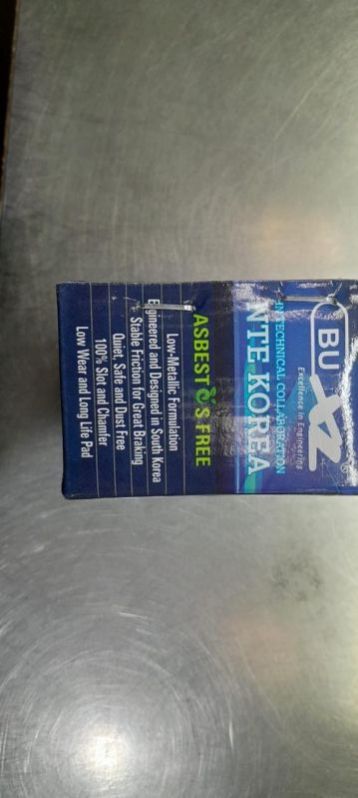 BU
Excellence in Engineering
IN TECHNICAL COLLABORATION
NTE KOREA
ASBESTOS FREE
Low-Metallic Formulation
Engineered and Designed in South Korea
Stable Friction for Great Braking
Quiet, Safe and Dust Free
100% Slot and Chamfer
Low Wear and Long Life Pad